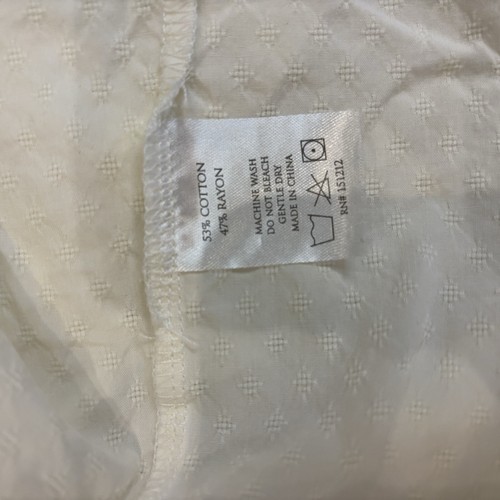 53% COTTON
47% RAYON
MACHINE WASH
DO NOT BLEACH
GENTLE DRY
MADE IN CHINA
RN# 151212